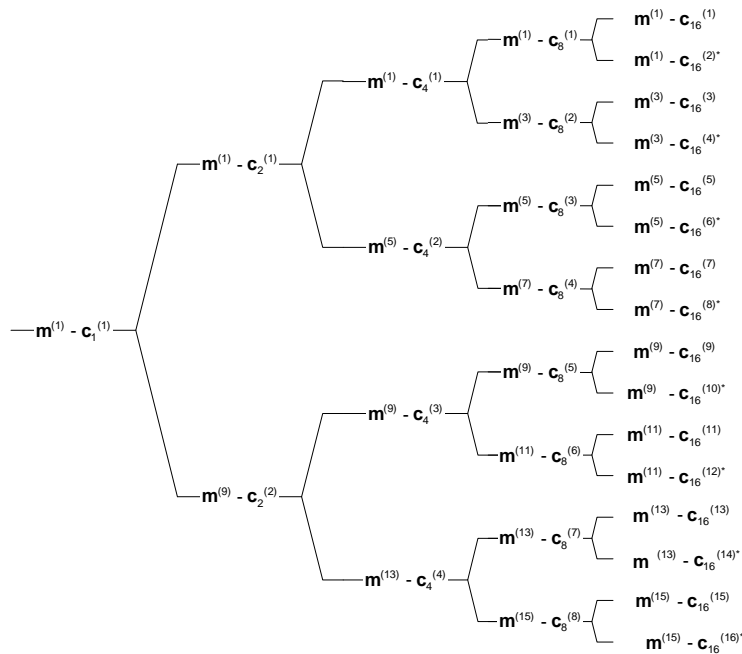 m(1) - c16(1)
m(1) - c8(1)
m(1) - c16(2)*
m(1) - c4(1)
m(3) - c16(3)
m(3) - c8(2)
m(3) - c16(4)*
m(1) - c2(1)
m(5) - c16(5)
m(5) - c8(3)
m(5) - c16(6)*
m(5) - c4(2)
m(7) - c16(7)
m(7) - c8(4)
m(7) - c16(8)*
m(1) - c1(1)
m(9) - c16(9)
m(9) - c8(5)
m(9) - c16(10)*
m(9) - c4(3)
m(11) - c16(11)
m(11) - c8(6)
m(11) - c16(12)*
m(9) - c2(2)
m(13) - c16(13)
m(13) - c8(7)
m (13) - c16(14)*
m(13) - c4(4)
m(15) - c16(15)
m(15) - c8(8)
m(15) - c16(16)*